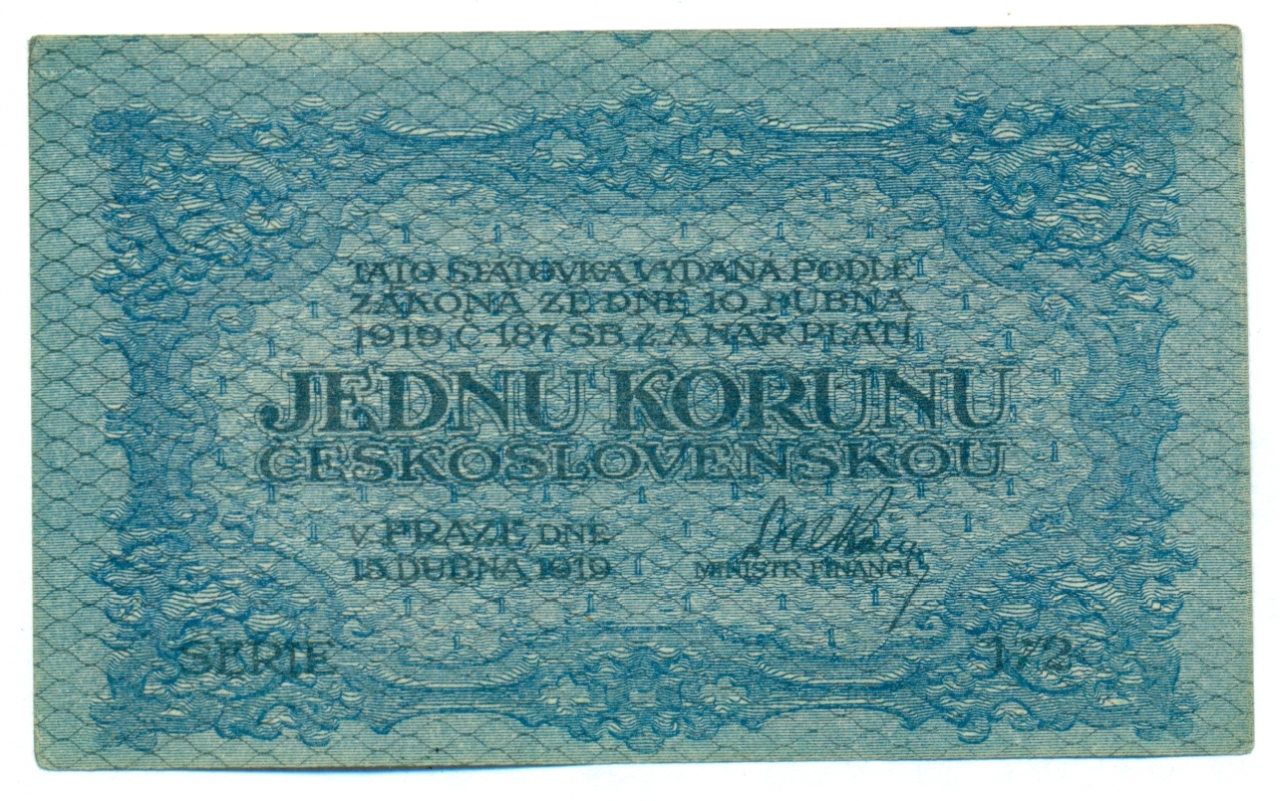 TATO STÁTOVKA VYDANÁ PODLE
ZÁKONA ZE DNE 10. DUBNA
1919 Č. 187 SB. Z. A NAŘ. PLATÍ
JEDNU KORUNU
ČESKOSLOVENSKOU
V PRAZE, DNE
15. DUBNA 1919
MINISTR FINANCÍ
SERIE 172